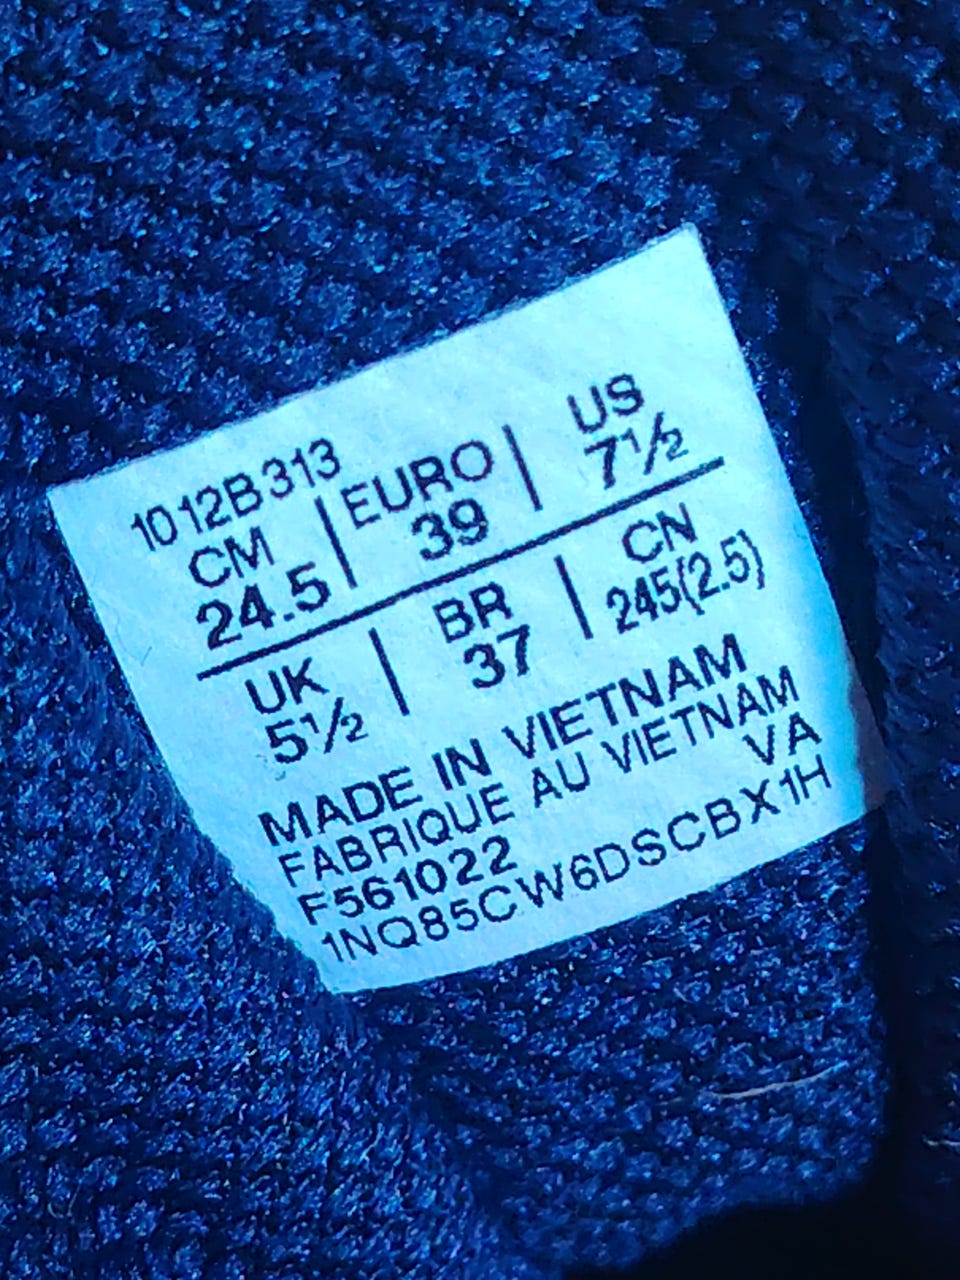 1012B313
CM | EURO | US
24.5 | 39 | 7½
UK | BR | CN
5½ | 37 | 245(2.5)
MADE IN VIETNAM
FABRIQUE AU VIETNAM
VA
F561022
1NQ85CW6DSCBX1H